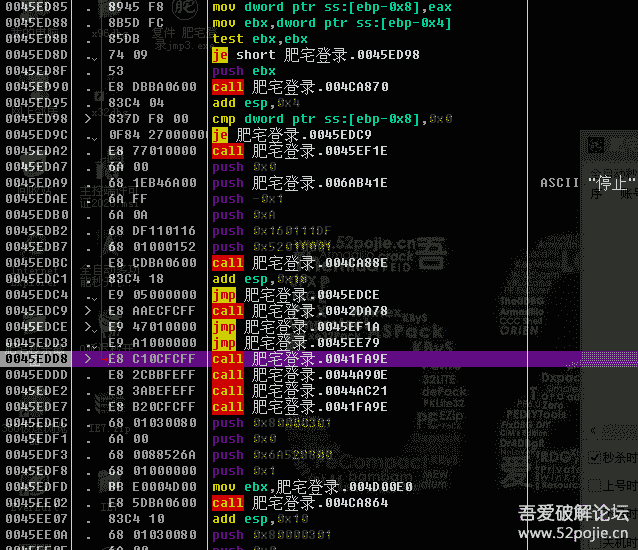 0045ED85 . 8945 F8 mov dword ptr ss:[ebp-0x8],eax
0045ED88 . 8B5D FC mov ebx,dword ptr ss:[ebp-0x4]
0045ED8B . 85DB test ebx,ebx
0045ED8D . 74 09 je short 肥宅登录.0045ED98
0045ED8F . 53 push ebx
0045ED90 . E8 DBBA0600 call 肥宅登录.004CA870
0045ED95 . 83C4 04 add esp,0x4
0045ED98 > 837D F8 00 cmp dword ptr ss:[ebp-0x8],0x0
0045ED9C . 0F84 27000000 je 肥宅登录.0045EDC9
0045EDA2 . E8 77010000 call 肥宅登录.0045EF1E
0045EDA7 . 6A 00 push 0x0
0045EDA9 . 68 1EB46A00 push 肥宅登录.006AB41E ASCII "停止"
0045EDAE . 6A FF push -0x1
0045EDB0 . 6A 0A push 0xA
0045EDB2 . 68 DF110116 push 0x160111DF
0045EDB7 . 68 01000152 push 0x52010001
0045EDBC . E8 CDBA0600 call 肥宅登录.004CA88E
0045EDC1 . 83C4 18 add esp,0x18
0045EDC4 . E9 05000000 jmp 肥宅登录.0045EDCE
0045EDC9 > E8 AAECFCFF call 肥宅登录.0042DA78
0045EDCE > E9 47010000 jmp 肥宅登录.0045EF1A
0045EDD3 . E9 A1000000 jmp 肥宅登录.0045EE79
0045EDD8 > E8 C10CFCFF call 肥宅登录.0041FA9E
0045EDDD . E8 2CBBFEFF call 肥宅登录.0044A90E
0045EDE2 . E8 3ABEFEFF call 肥宅登录.0044AC21
0045EDE7 . E8 B20CFCFF call 肥宅登录.0041FA9E
0045EDEC . 68 01030080 push 0x80000301
0045EDF1 . 6A 00 push 0x0
0045EDF3 . 68 0088526A push 0x6A528800
0045EDF8 . 68 01000000 push 0x1
0045EDFD . BB E0004D00 mov ebx,肥宅登录.004D00E0
0045EE02 . E8 5DBA0600 call 肥宅登录.004CA864
0045EE07 . 83C4 10 add esp,0x10
0045EE0A . 68 01030080 push 0x80000301
52pojie.cn
吾爱破解论坛
www.52pojie.cn